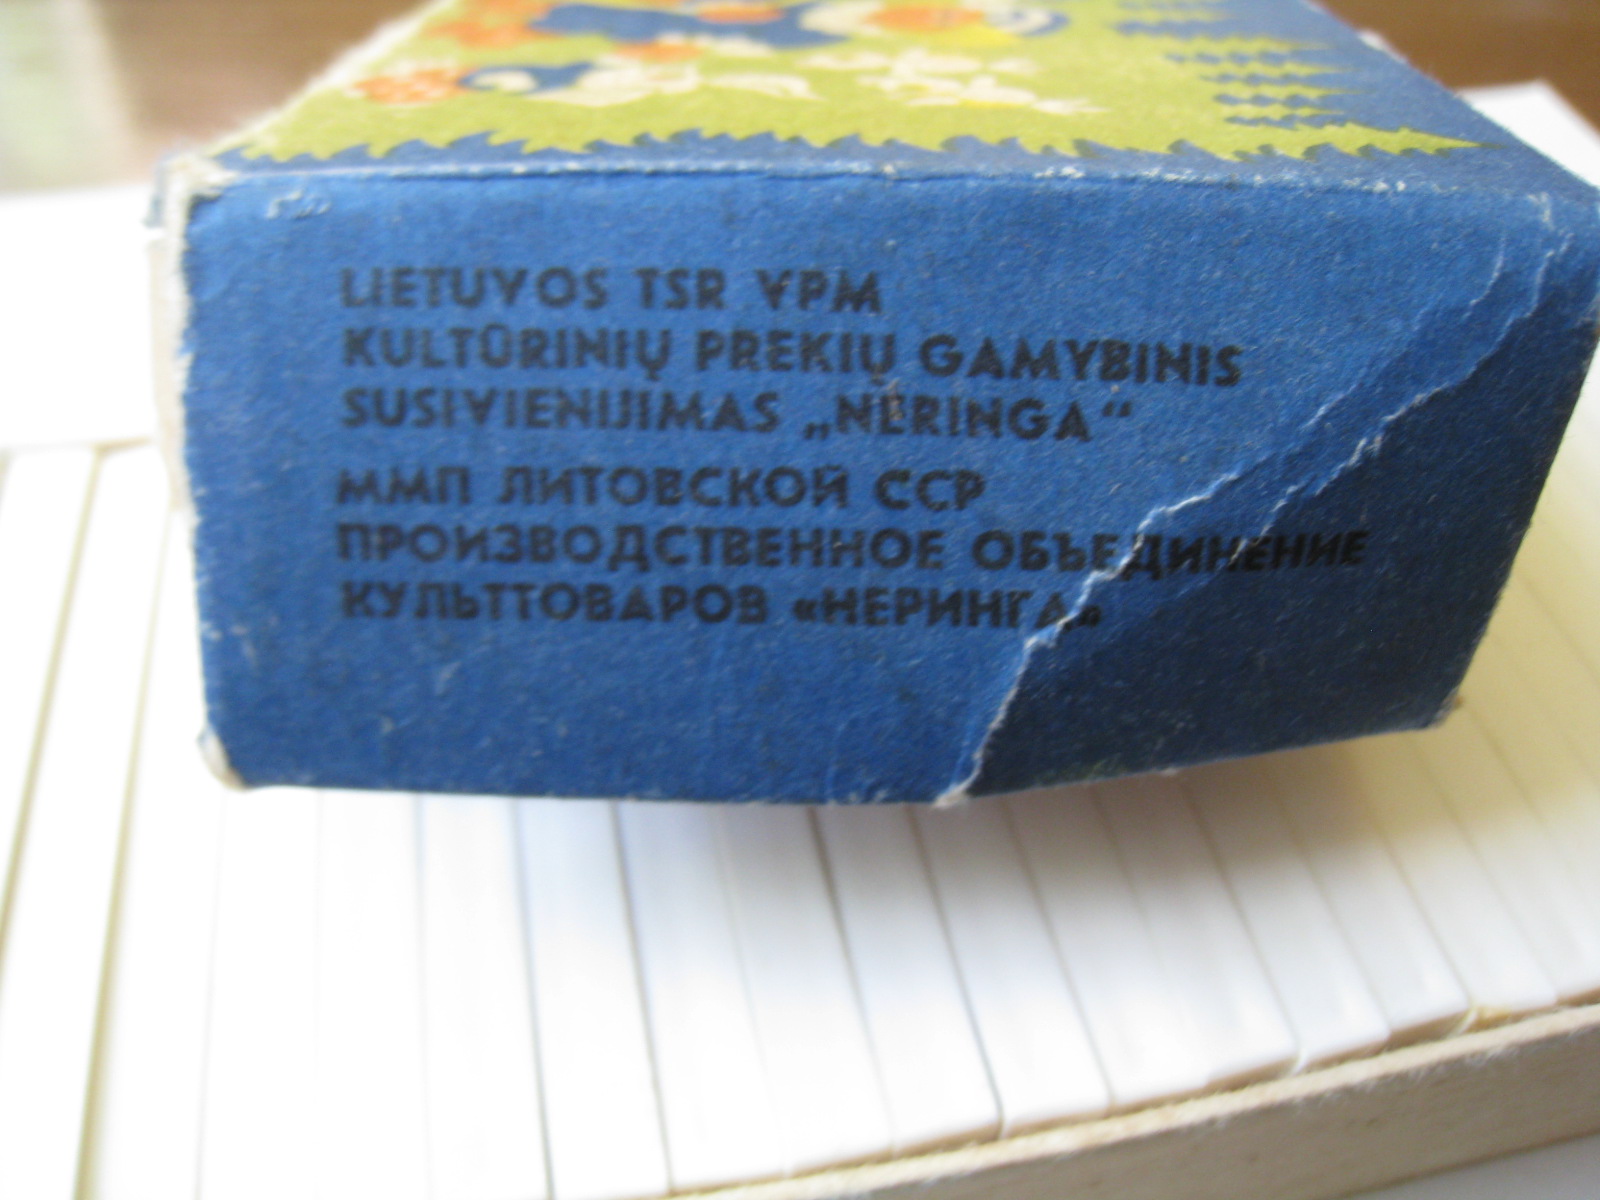 LIETUVOS TSR VPM
KULTŪRINIŲ PREKIŲ GAMYBINIS
SUSIVIENIJIMAS „NERINGA“
ММП ЛИТОВСКОЙ ССР
ПРОИЗВОДСТВЕННОЕ ОБЪЕДИНЕНИЕ
КУЛЬТТОВАРОВ «НЕРИНГА»